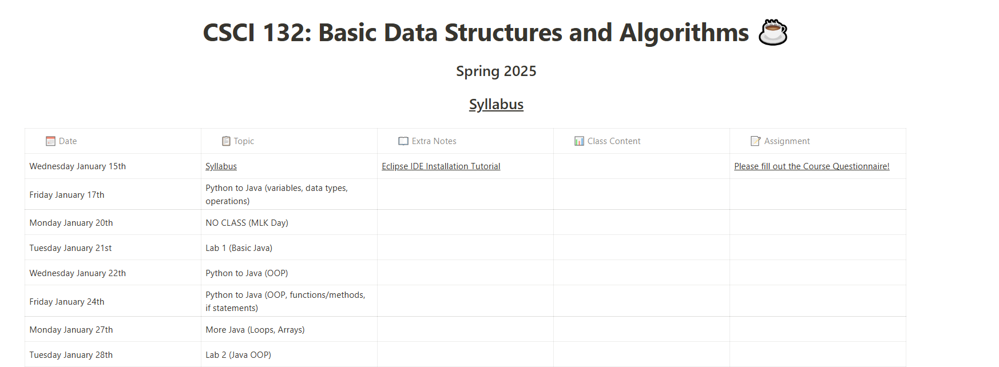 CSCI 132: Basic Data Structures and Algorithms
Spring 2025
Syllabus
Date
Topic
Extra Notes
Class Content
Assignment
Wednesday January 15th
Syllabus
Eclipse IDE Installation Tutorial
Please fill out the Course Questionnaire!
Friday January 17th
Python to Java (variables, data types,
operations)
Monday January 20th
NO CLASS (MLK Day)
Tuesday January 21st
Lab 1 (Basic Java)
Wednesday January 22th
Python to Java (OOP)
Friday January 24th
Python to Java (OOP, functions/methods,
if statements)
Monday January 27th
More Java (Loops, Arrays)
Tuesday January 28th
Lab 2 (Java OOP)